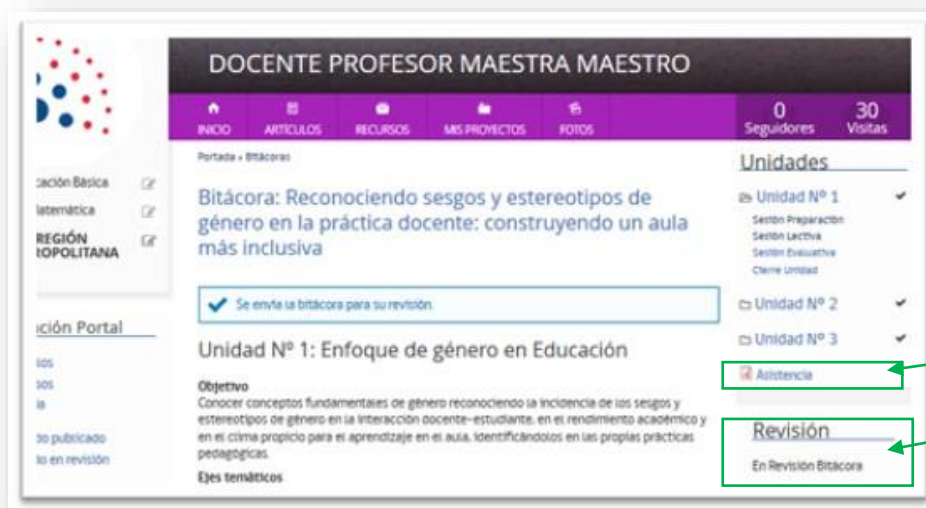 DOCENTE PROFESOR MAESTRA MAESTRO
INICIO ARTÍCULOS RECURSOS MIS PROYECTOS FOTOS
0 30
Seguidores Visitas
Básica
REGIÓN
Portal
publicado
en revisión
Portada » Bitácoras
Bitácora: Reconociendo sesgos y estereotipos de
género en la práctica docente: construyendo un aula
más inclusiva
Se envía la bitácora para su revisión
Unidad Nº 1: Enfoque de género en Educación
Objetivo
Conocer conceptos fundamentales de género reconociendo la incidencia de los sesgos y
estereotipos de género en la interacción docente-estudiante, en el rendimiento académico y
en el clima propicio para el aprendizaje en el aula, identificándolos en las propias prácticas
pedagógicas.
Ejes temáticos
Unidades
Unidad Nº 1
Sesión Preparación
Sesión Lectiva
Sesión Evaluativa
Cierre Unidad
Unidad Nº 2
Unidad Nº 3
Asistencia
Revisión
En Revisión Bitácora